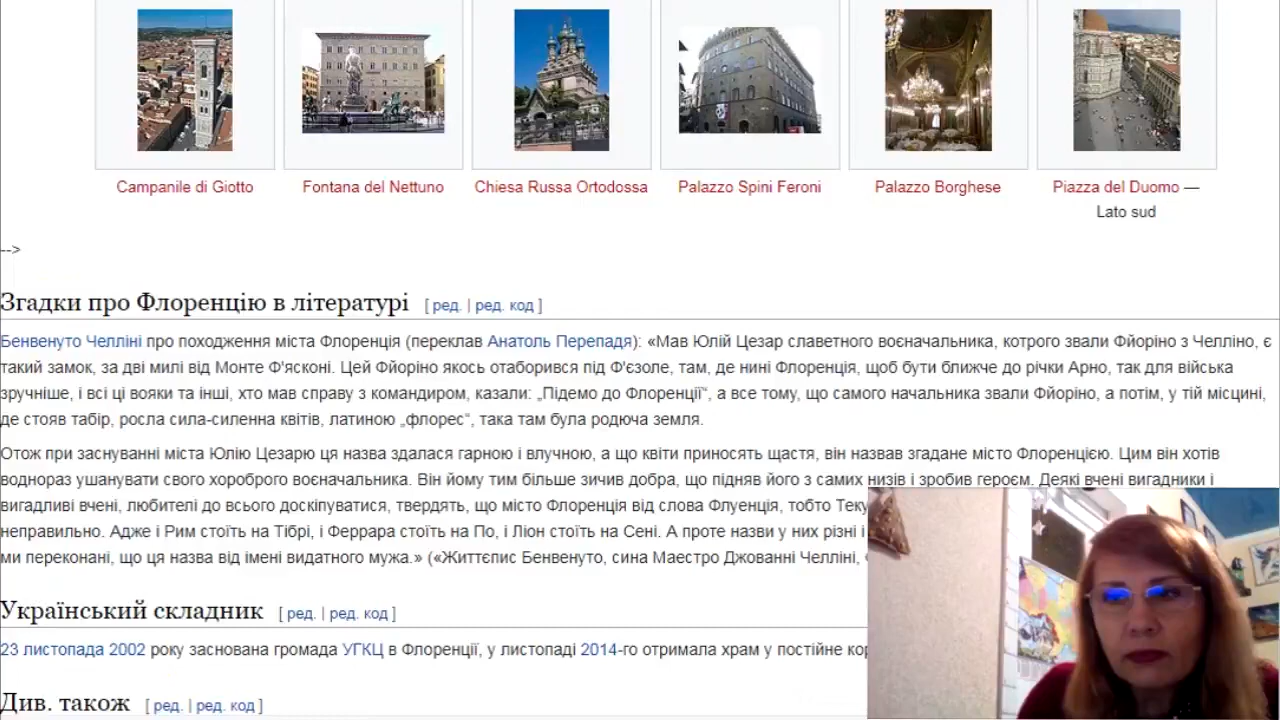 Campanile di Giotto
Fontana del Nettuno
Chiesa Russa Ortodossa
Palazzo Spini Feroni
Palazzo Borghese
Piazza del Duomo —
Lato sud
-->
Згадки про Флоренцію в літературі [ ред. | ред. код ]
Бенвенуто Челліні про походження міста Флоренція (переклав Анатоль Перепадя): «Мав Юлій Цезар славетного воєначальника, котрого звали Фйоріно з Челліно, є
такий замок, за дві милі від Монте Ф'ясконі. Цей Фйоріно якось отаборився під Ф'єзоле, там, де нині Флоренція, щоб бути ближче до річки Арно, так для війська
зручніше, і всі ці вояки та інші, хто мав справу з командиром, казали: „Підемо до Флоренції“, а все тому, що самого начальника звали Фйоріно, а потім, у тій місцині,
де стояв табір, росла сила-силенна квітів, латиною „флорес“, така там була родюча земля.
Отож при заснуванні міста Юлію Цезарю ця назва здалася гарною і влучною, а що квіти приносять щастя, він назвав згадане місто Флоренцією. Цим він хотів
воднораз ушанувати свого хороброго воєначальника. Він йому тим більше зичив добра, що підняв його з самих низів і зробив героєм. Деякі вчені вигадники і
вигадливі вчені, любителі до всього доскіпуватися, твердять, що місто Флоренція від слова Флуенція, тобто Теку
неправильно. Адже і Рим стоїть на Тібрі, і Феррара стоїть на По, і Ліон стоїть на Сені. А проте назви у них різні і
ми переконані, що ця назва від імені видатного мужа.» («Життєпис Бенвенуто, сина Маестро Джованні Челліні,
Український складник [ ред. | ред. код ]
23 листопада 2002 року заснована громада УГКЦ в Флоренції, у листопаді 2014-го отримала храм у постійне кор
Див. також [ ред. | ред. код ]